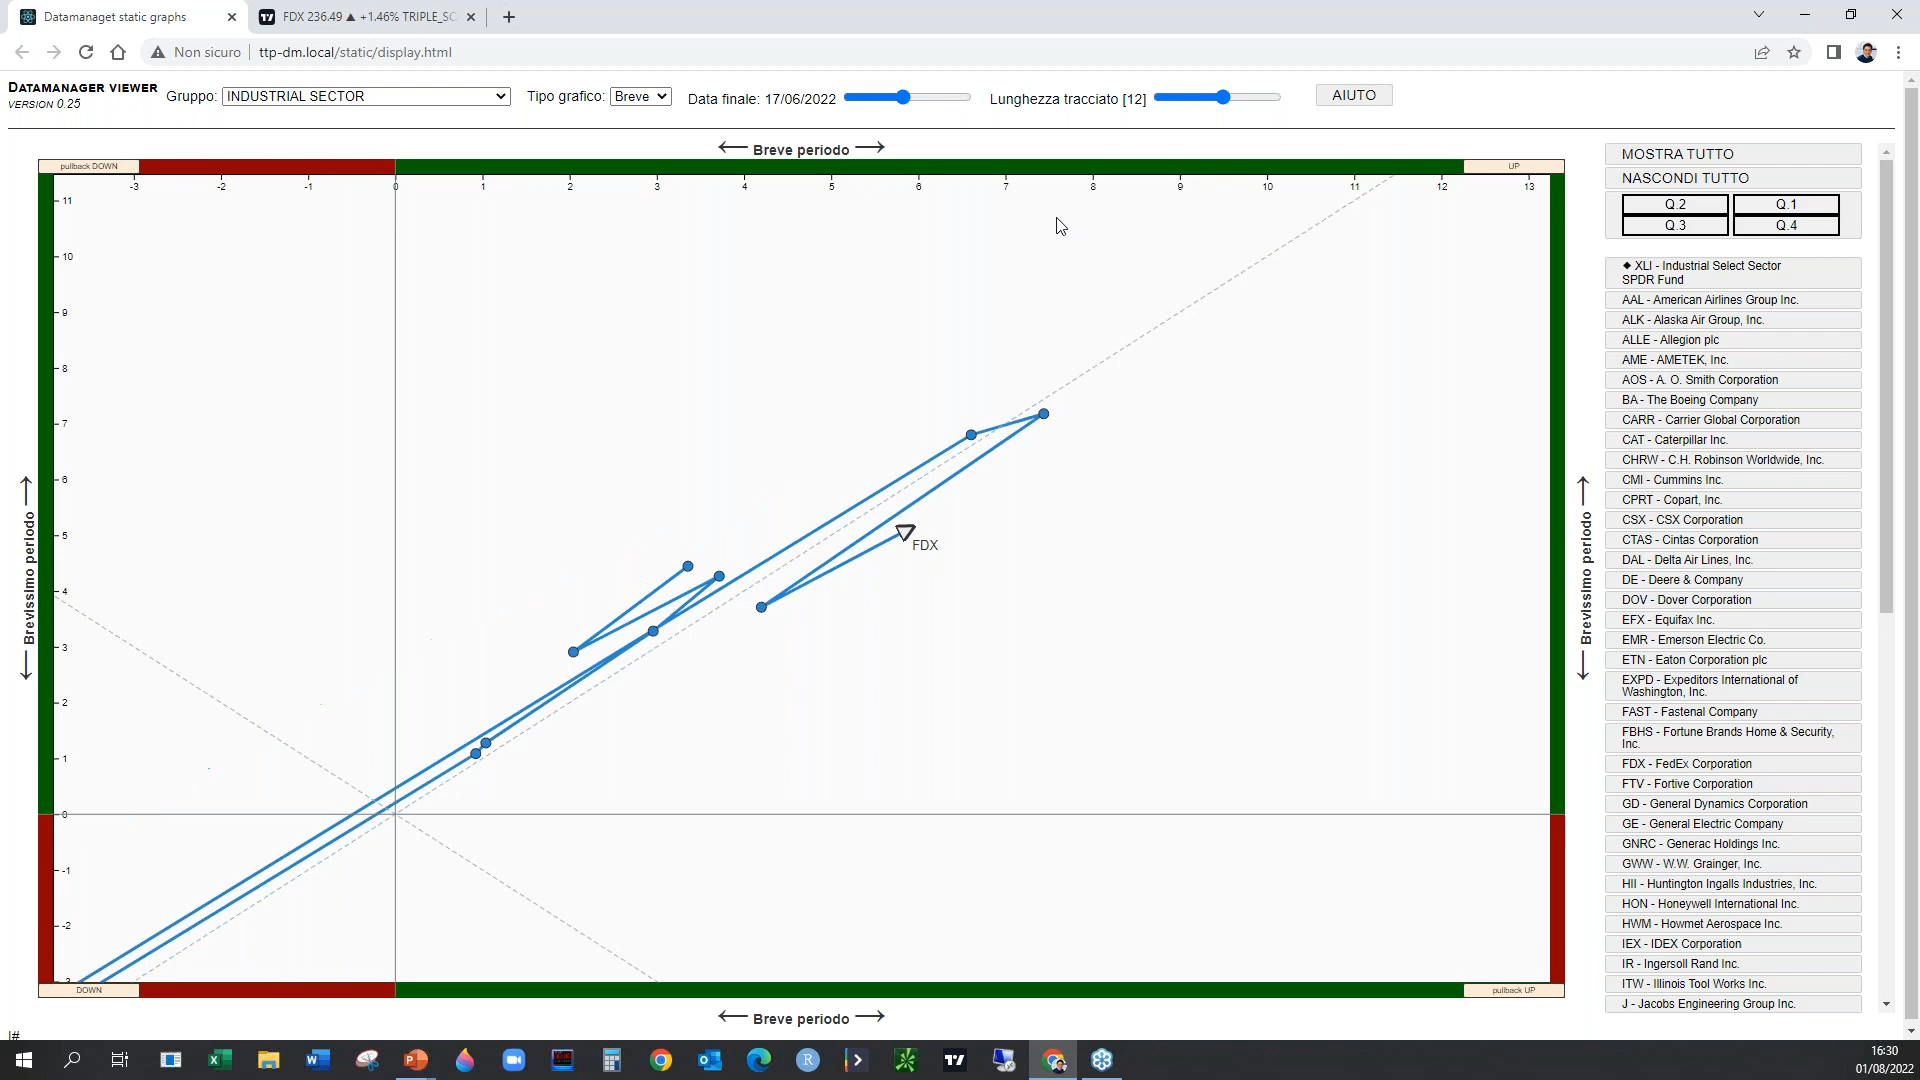 Datamanaget static graphs
FDX 236.49 ▲ +1.46% TRIPLE_SC
Non sicuro
ttp-dm.local/static/display.html
DATAMANAGER VIEWER
VERSION 0.25
Gruppo: INDUSTRIAL SECTOR
Tipo grafico: Breve
Data finale: 17/06/2022
Lunghezza tracciato [12]
AIUTO
Breve periodo
pullback DOWN
UP
-3 -2 -1 0 1 2 3 4 5 6 7 8 9 10 11 12 13
11
10
9
8
7
6
5
4
3
2
1
0
-1
-2
Brevissimo periodo
FDX
Brevissimo periodo
DOWN
pullback UP
Breve periodo
MOSTRA TUTTO
NASCONDI TUTTO
Q.2 Q.1
Q.3 Q.4
◆ XLI - Industrial Select Sector
SPDR Fund
AAL - American Airlines Group Inc.
ALK - Alaska Air Group, Inc.
ALLE - Allegion plc
AME - AMETEK, Inc.
AOS - A. O. Smith Corporation
BA - The Boeing Company
CARR - Carrier Global Corporation
CAT - Caterpillar Inc.
CHRW - C.H. Robinson Worldwide, Inc.
CMI - Cummins Inc.
CPRT - Copart, Inc.
CSX - CSX Corporation
CTAS - Cintas Corporation
DAL - Delta Air Lines, Inc.
DE - Deere & Company
DOV - Dover Corporation
EFX - Equifax Inc.
EMR - Emerson Electric Co.
ETN - Eaton Corporation plc
EXPD - Expeditors International of
Washington, Inc.
FAST - Fastenal Company
FBHS - Fortune Brands Home & Security,
Inc.
FDX - FedEx Corporation
FTV - Fortive Corporation
GD - General Dynamics Corporation
GE - General Electric Company
GNRC - Generac Holdings Inc.
GWW - W.W. Grainger, Inc.
HII - Huntington Ingalls Industries, Inc.
HON - Honeywell International Inc.
HWM - Howmet Aerospace Inc.
IEX - IDEX Corporation
IR - Ingersoll Rand Inc.
ITW - Illinois Tool Works Inc.
J - Jacobs Engineering Group Inc.
|#
16:30
01/08/2022